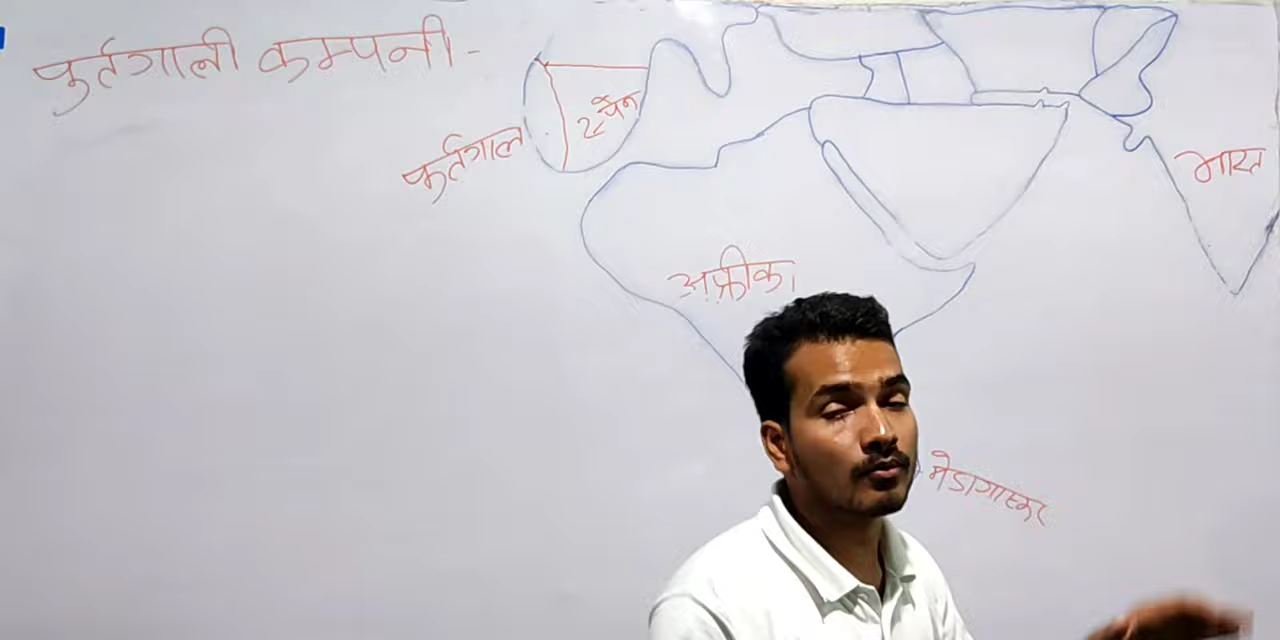 पुर्तगाली कम्पनी -
स्पेन
पुर्तगाल
भारत
अफ्रीका
मेडागास्कर